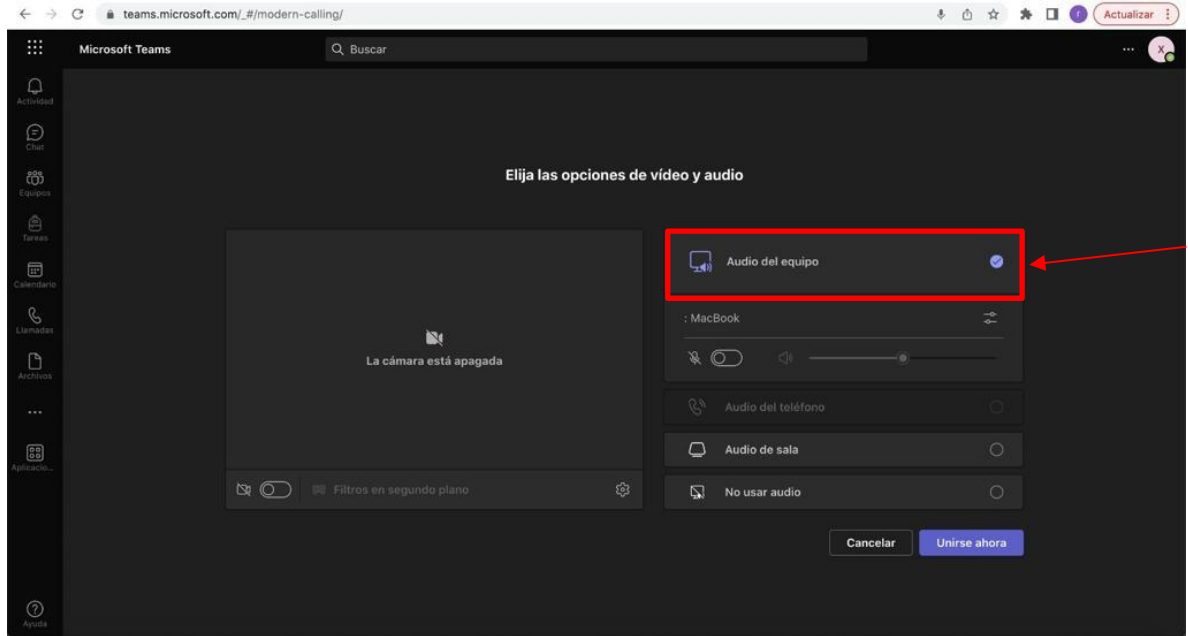 teams.microsoft.com/_#/modern-calling/
r
Actualizar
Microsoft Teams
Buscar
X
Actividad
Chat
Equipos
Tareas
Calendario
Llamadas
Archivos
Aplicacio...
Ayuda
Elija las opciones de vídeo y audio
La cámara está apagada
Filtros en segundo plano
Audio del equipo
: MacBook
Audio del teléfono
Audio de sala
No usar audio
Cancelar
Unirse ahora